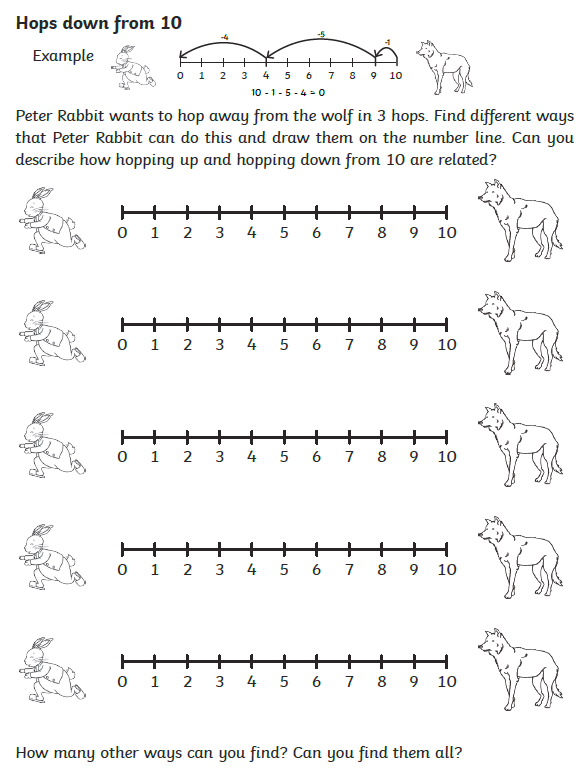 Hops down from 10
Example
-4 -5 -1
0 1 2 3 4 5 6 7 8 9 10
10 - 1 - 5 - 4 = 0
Peter Rabbit wants to hop away from the wolf in 3 hops. Find different ways
that Peter Rabbit can do this and draw them on the number line. Can you
describe how hopping up and hopping down from 10 are related?
0 1 2 3 4 5 6 7 8 9 10
0 1 2 3 4 5 6 7 8 9 10
0 1 2 3 4 5 6 7 8 9 10
0 1 2 3 4 5 6 7 8 9 10
0 1 2 3 4 5 6 7 8 9 10
How many other ways can you find? Can you find them all?